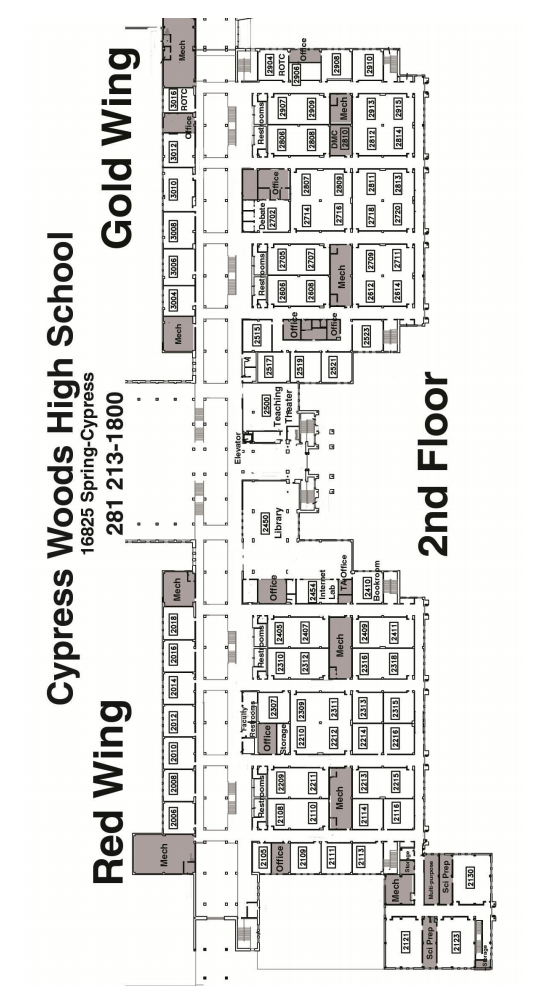 Cypress Woods High School
16825 Spring-Cypress
281 213-1800
Red Wing
Gold Wing
2nd Floor
Mech
2006
2008
2010
2012
2014
2016
2018
Mech
Mech
3004
3006
3008
3010
3012
Office
3016
ROTC
Mech
2105
Office
2109
2111
2113
Restrooms
2108
2209
2110
2211
Mech
2114
2213
2116
2215
"Faculty"
Restrooms
Office
Storage
2307
2210
2309
2212
2311
2214
2313
2216
2315
Restrooms
2310
2405
2312
2407
Mech
2316
2409
2318
2411
Office
2454
Internet
Lab
TA Office
2410
Bookroom
2450
Library
Elevator
2500
Teaching
Theater
2517
2519
2521
2515
Office
Office
2523
Restrooms
2606
2705
2608
2707
Mech
2612
2709
2614
2711
Debate
2702
Office
2714
2807
2716
2809
2718
2811
2720
2813
Restrooms
2806
2907
2808
2909
DMC
2810
Mech
2812
2913
2814
2915
2904
ROTC
2906
Office
2908
2910
Mech
Storage
Multi-purpose
Sci Prep
2130
2121
Sci Prep
2123
Storage